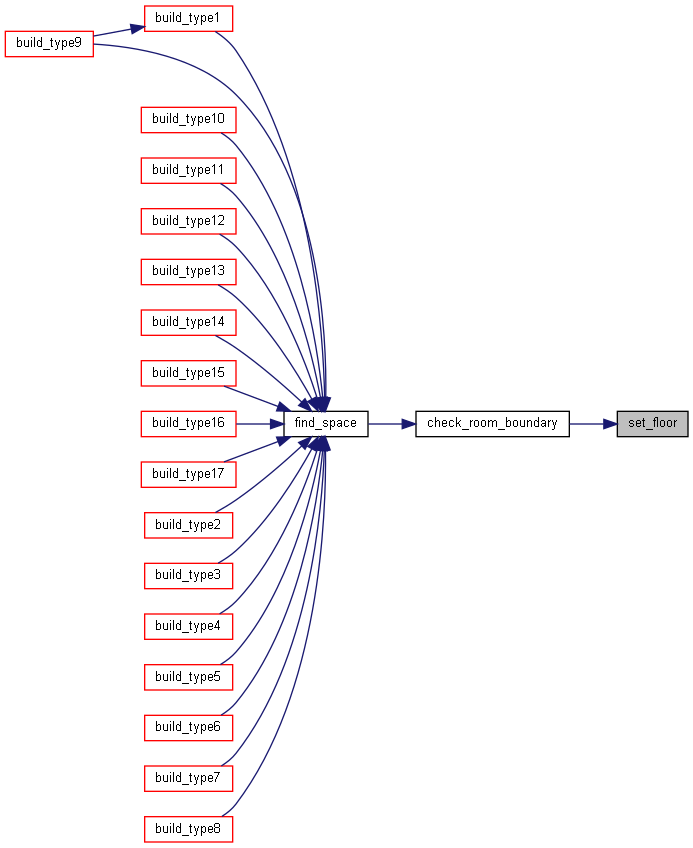 build_type1
build_type9
build_type10
build_type11
build_type12
build_type13
build_type14
build_type15
build_type16
find_space
check_room_boundary
set_floor
build_type17
build_type2
build_type3
build_type4
build_type5
build_type6
build_type7
build_type8